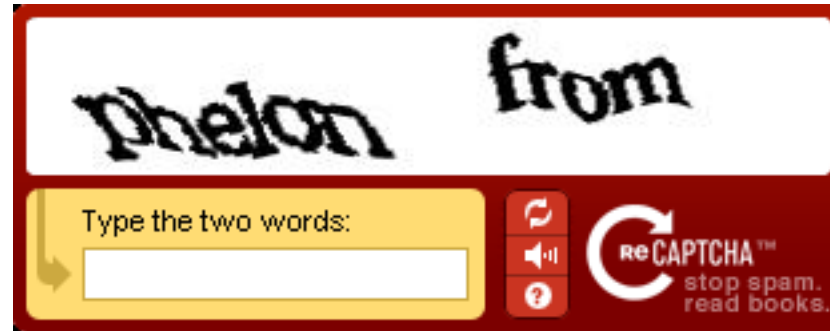 phelon from
Type the two words:
ReCAPTCHA™
stop spam.
read books.